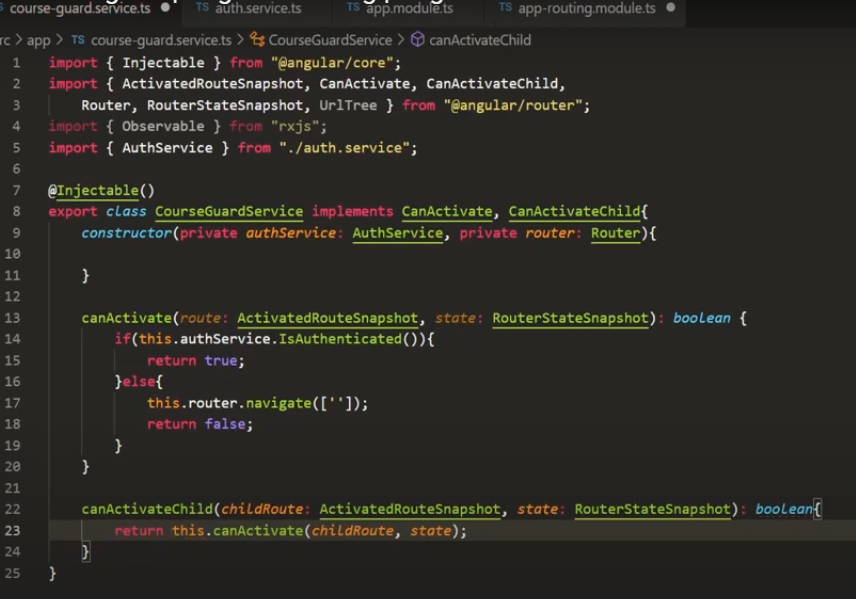 course-guard.service.ts TS auth.service.ts TS app.module.ts TS app-routing.module.ts
app > TS course-guard.service.ts > CourseGuardService > canActivateChild
1 import { Injectable } from "@angular/core";
2 import { ActivatedRouteSnapshot, CanActivate, CanActivateChild,
3 Router, RouterStateSnapshot, UrlTree } from "@angular/router";
4 import { Observable } from "rxjs";
5 import { AuthService } from "./auth.service";
6
7 @Injectable()
8 export class CourseGuardService implements CanActivate, CanActivateChild{
9 constructor(private authService: AuthService, private router: Router){
10
11 }
12
13 canActivate(route: ActivatedRouteSnapshot, state: RouterStateSnapshot): boolean {
14 if(this.authService.IsAuthenticated()){
15 return true;
16 }else{
17 this.router.navigate(['']);
18 return false;
19 }
20 }
21
22 canActivateChild(childRoute: ActivatedRouteSnapshot, state: RouterStateSnapshot): boolean{
23 return this.canActivate(childRoute, state);
24 }
25 }